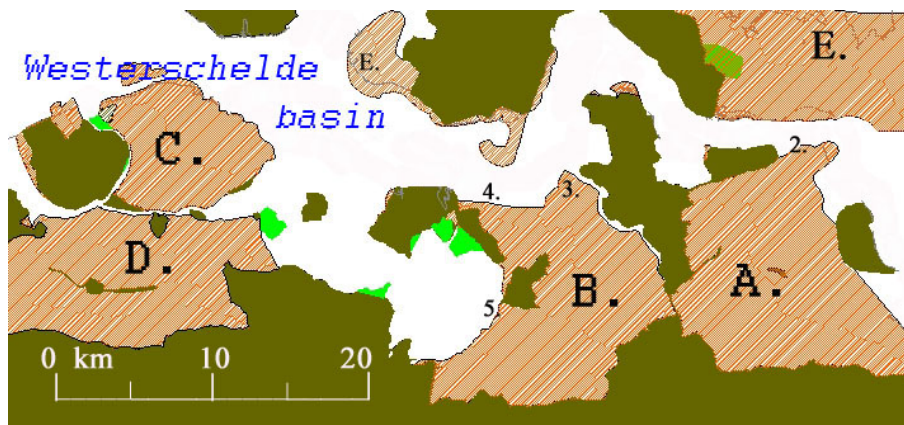 E.
E.
Westerschelde
basin
2.
C.
4.
3.
D.
A.
B.
5.
0 km 10 20